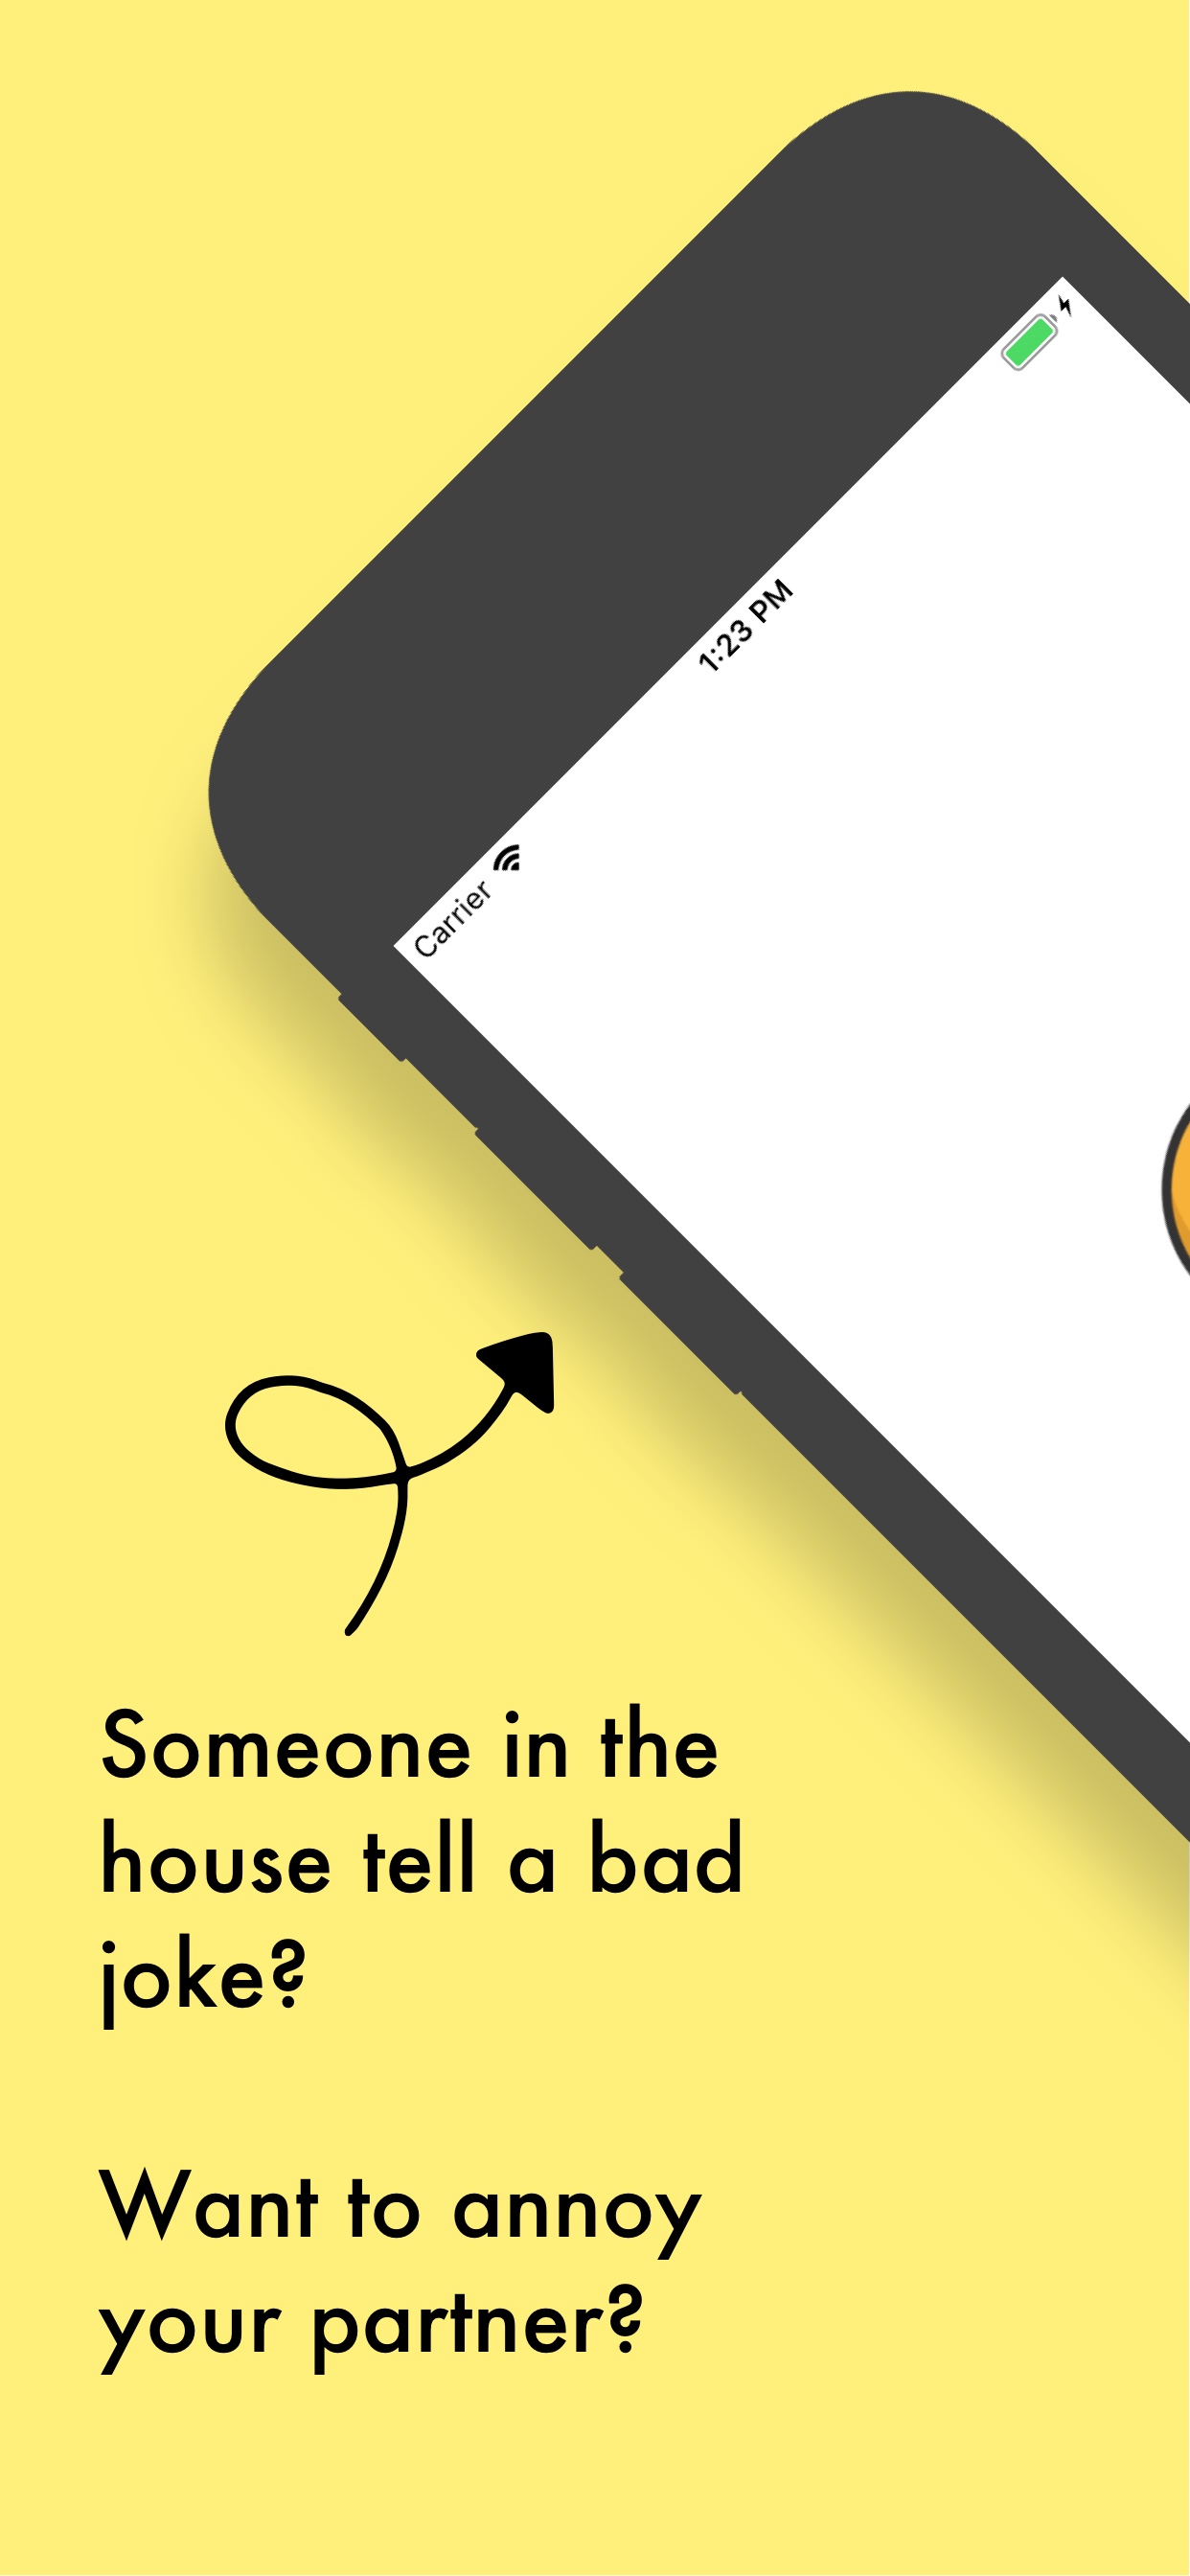 Carrier
1:23 PM
Someone in the
house tell a bad
joke?
Want to annoy
your partner?